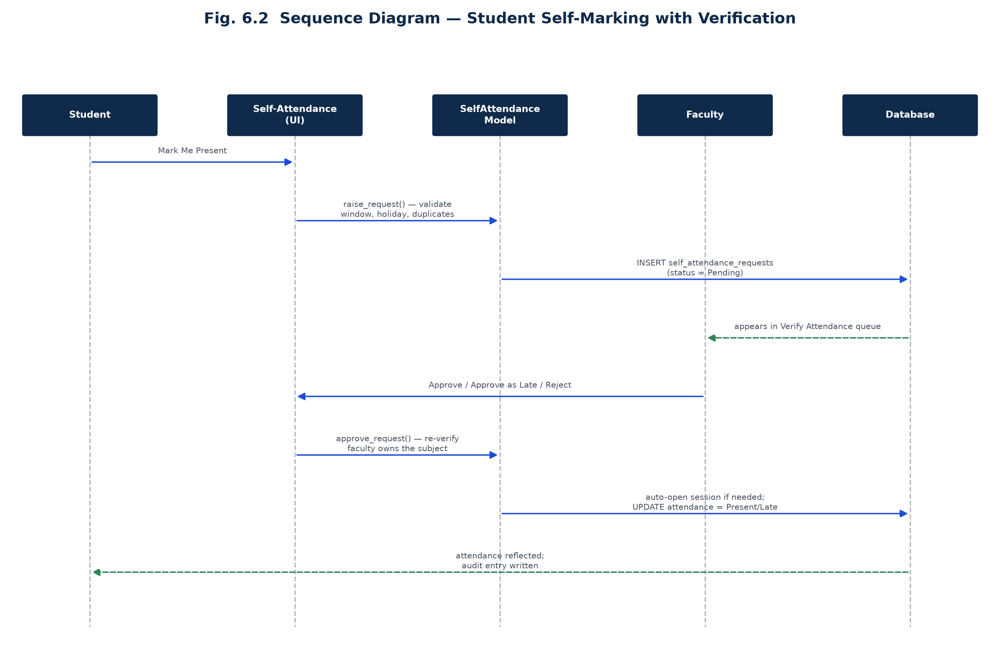 Fig. 6.2  Sequence Diagram — Student Self-Marking with Verification
Student
Self-Attendance
(UI)
SelfAttendance
Model
Faculty
Database
Mark Me Present
raise_request() — validate
window, holiday, duplicates
INSERT self_attendance_requests
(status = Pending)
appears in Verify Attendance queue
Approve / Approve as Late / Reject
approve_request() — re-verify
faculty owns the subject
auto-open session if needed;
UPDATE attendance = Present/Late
attendance reflected;
audit entry written